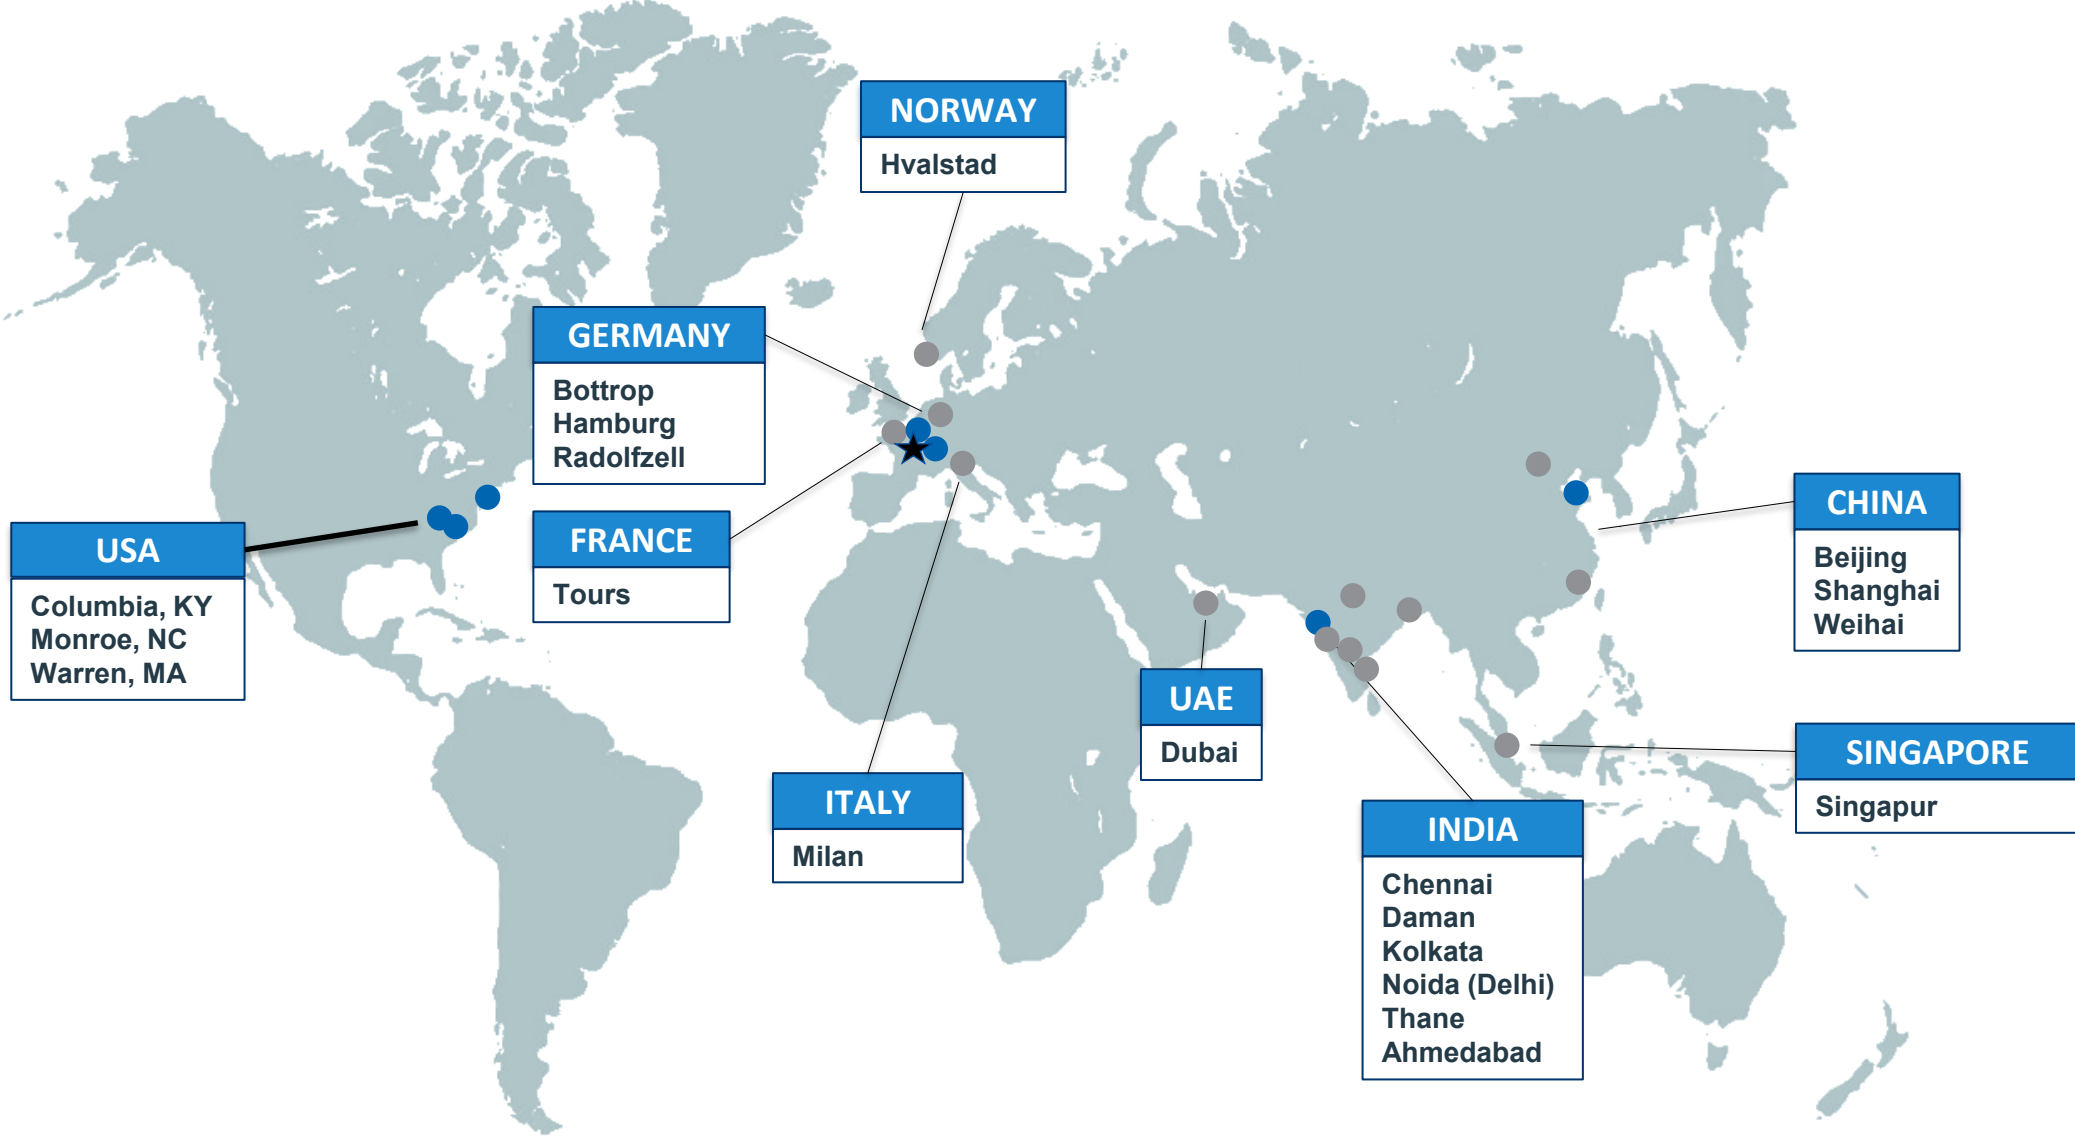 NORWAY
Hvalstad
GERMANY
Bottrop
Hamburg
Radolfzell
FRANCE
Tours
USA
Columbia, KY
Monroe, NC
Warren, MA
CHINA
Beijing
Shanghai
Weihai
UAE
Dubai
ITALY
Milan
SINGAPORE
Singapur
INDIA
Chennai
Daman
Kolkata
Noida (Delhi)
Thane
Ahmedabad